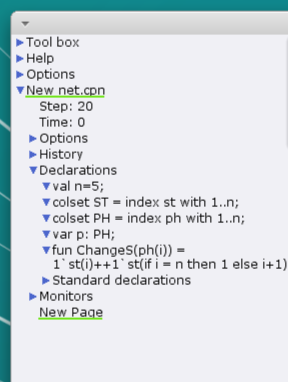 Tool box
Help
Options
New net.cpn
Step: 20
Time: 0
Options
History
Declarations
val n=5;
colset ST = index st with 1..n;
colset PH = index ph with 1..n;
var p: PH;
fun ChangeS(ph(i)) =
1`st(i)++1`st(if i = n then 1 else i+1)
Standard declarations
Monitors
New Page